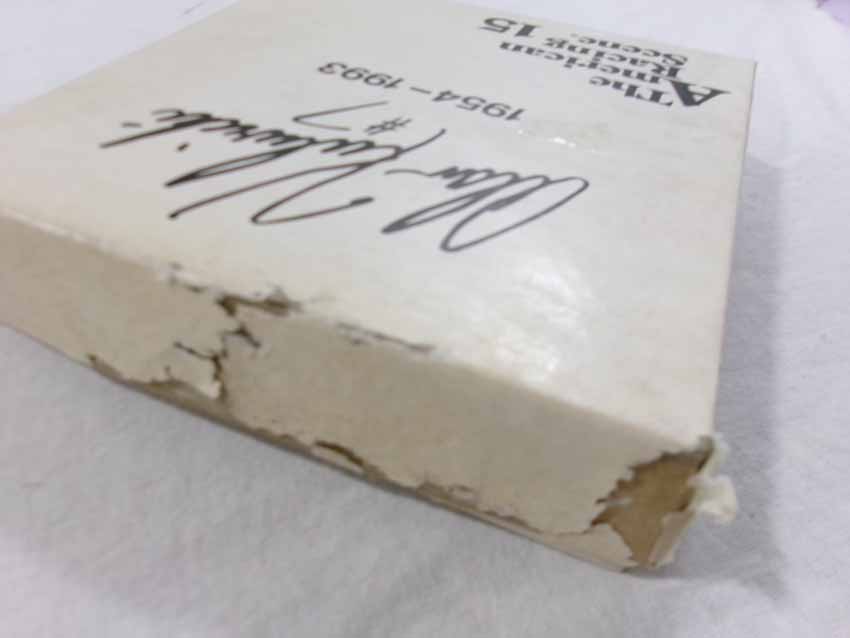 The
American
Racing 15
Scene.
1954–1993
Alan Kulwicki
#7